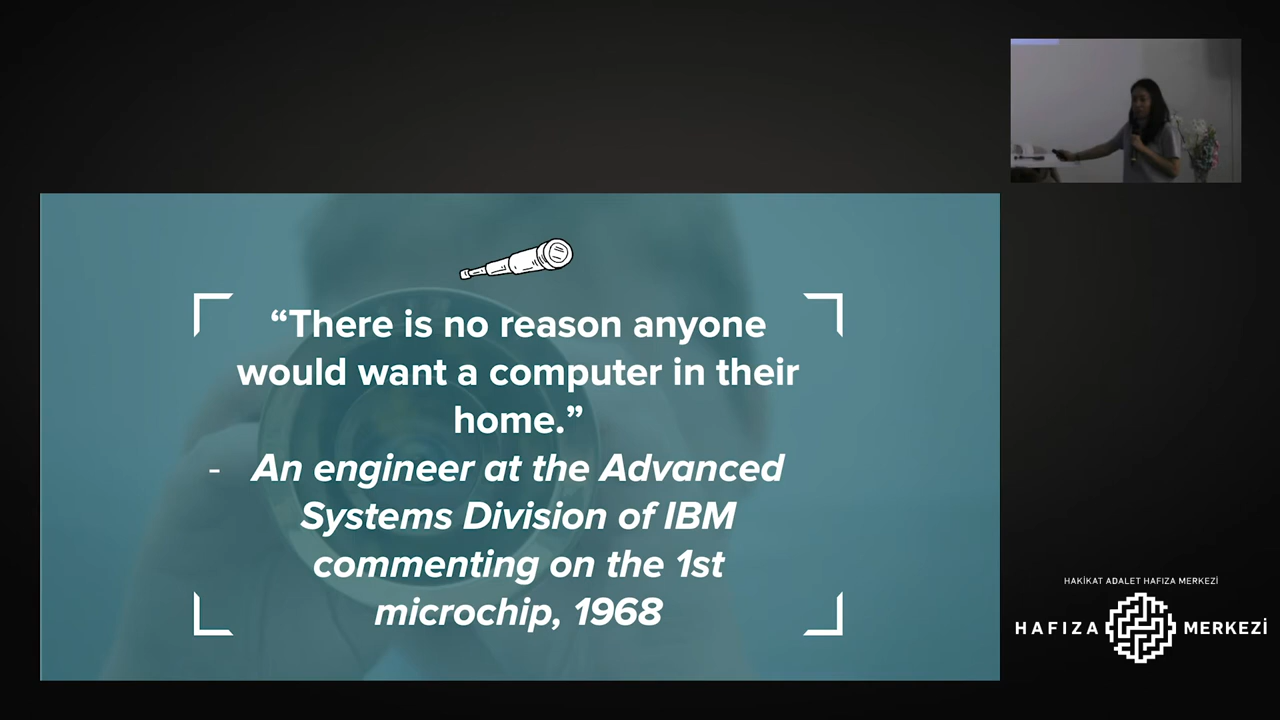 “There is no reason anyone
would want a computer in their
home.”
- An engineer at the Advanced
Systems Division of IBM
commenting on the 1st
microchip, 1968
HAKİKAT ADALET HAFIZA MERKEZİ
HAFIZA MERKEZİ